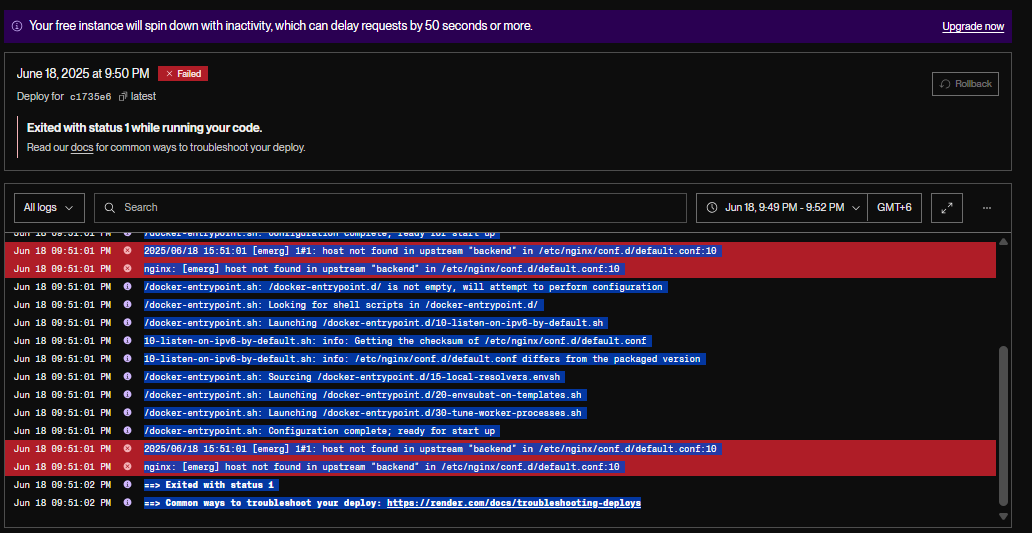 Your free instance will spin down with inactivity, which can delay requests by 50 seconds or more. Upgrade now
June 18, 2025 at 9:50 PM Failed
Deploy for c1735e6 latest
Rollback
Exited with status 1 while running your code.
Read our docs for common ways to troubleshoot your deploy.
All logs Search Jun 18, 9:49 PM - 9:52 PM GMT+6
Jun 18 09:51:01 PM /docker-entrypoint.sh: Configuration complete; ready for start up
Jun 18 09:51:01 PM 2025/06/18 15:51:01 [emerg] 1#1: host not found in upstream "backend" in /etc/nginx/conf.d/default.conf:10
Jun 18 09:51:01 PM nginx: [emerg] host not found in upstream "backend" in /etc/nginx/conf.d/default.conf:10
Jun 18 09:51:01 PM /docker-entrypoint.sh: /docker-entrypoint.d/ is not empty, will attempt to perform configuration
Jun 18 09:51:01 PM /docker-entrypoint.sh: Looking for shell scripts in /docker-entrypoint.d/
Jun 18 09:51:01 PM /docker-entrypoint.sh: Launching /docker-entrypoint.d/10-listen-on-ipv6-by-default.sh
Jun 18 09:51:01 PM 10-listen-on-ipv6-by-default.sh: info: Getting the checksum of /etc/nginx/conf.d/default.conf
Jun 18 09:51:01 PM 10-listen-on-ipv6-by-default.sh: info: /etc/nginx/conf.d/default.conf differs from the packaged version
Jun 18 09:51:01 PM /docker-entrypoint.sh: Sourcing /docker-entrypoint.d/15-local-resolvers.envsh
Jun 18 09:51:01 PM /docker-entrypoint.sh: Launching /docker-entrypoint.d/20-envsubst-on-templates.sh
Jun 18 09:51:01 PM /docker-entrypoint.sh: Launching /docker-entrypoint.d/30-tune-worker-processes.sh
Jun 18 09:51:01 PM /docker-entrypoint.sh: Configuration complete; ready for start up
Jun 18 09:51:01 PM 2025/06/18 15:51:01 [emerg] 1#1: host not found in upstream "backend" in /etc/nginx/conf.d/default.conf:10
Jun 18 09:51:01 PM nginx: [emerg] host not found in upstream "backend" in /etc/nginx/conf.d/default.conf:10
Jun 18 09:51:02 PM ==> Exited with status 1
Jun 18 09:51:02 PM ==> Common ways to troubleshoot your deploy: https://render.com/docs/troubleshooting-deploys